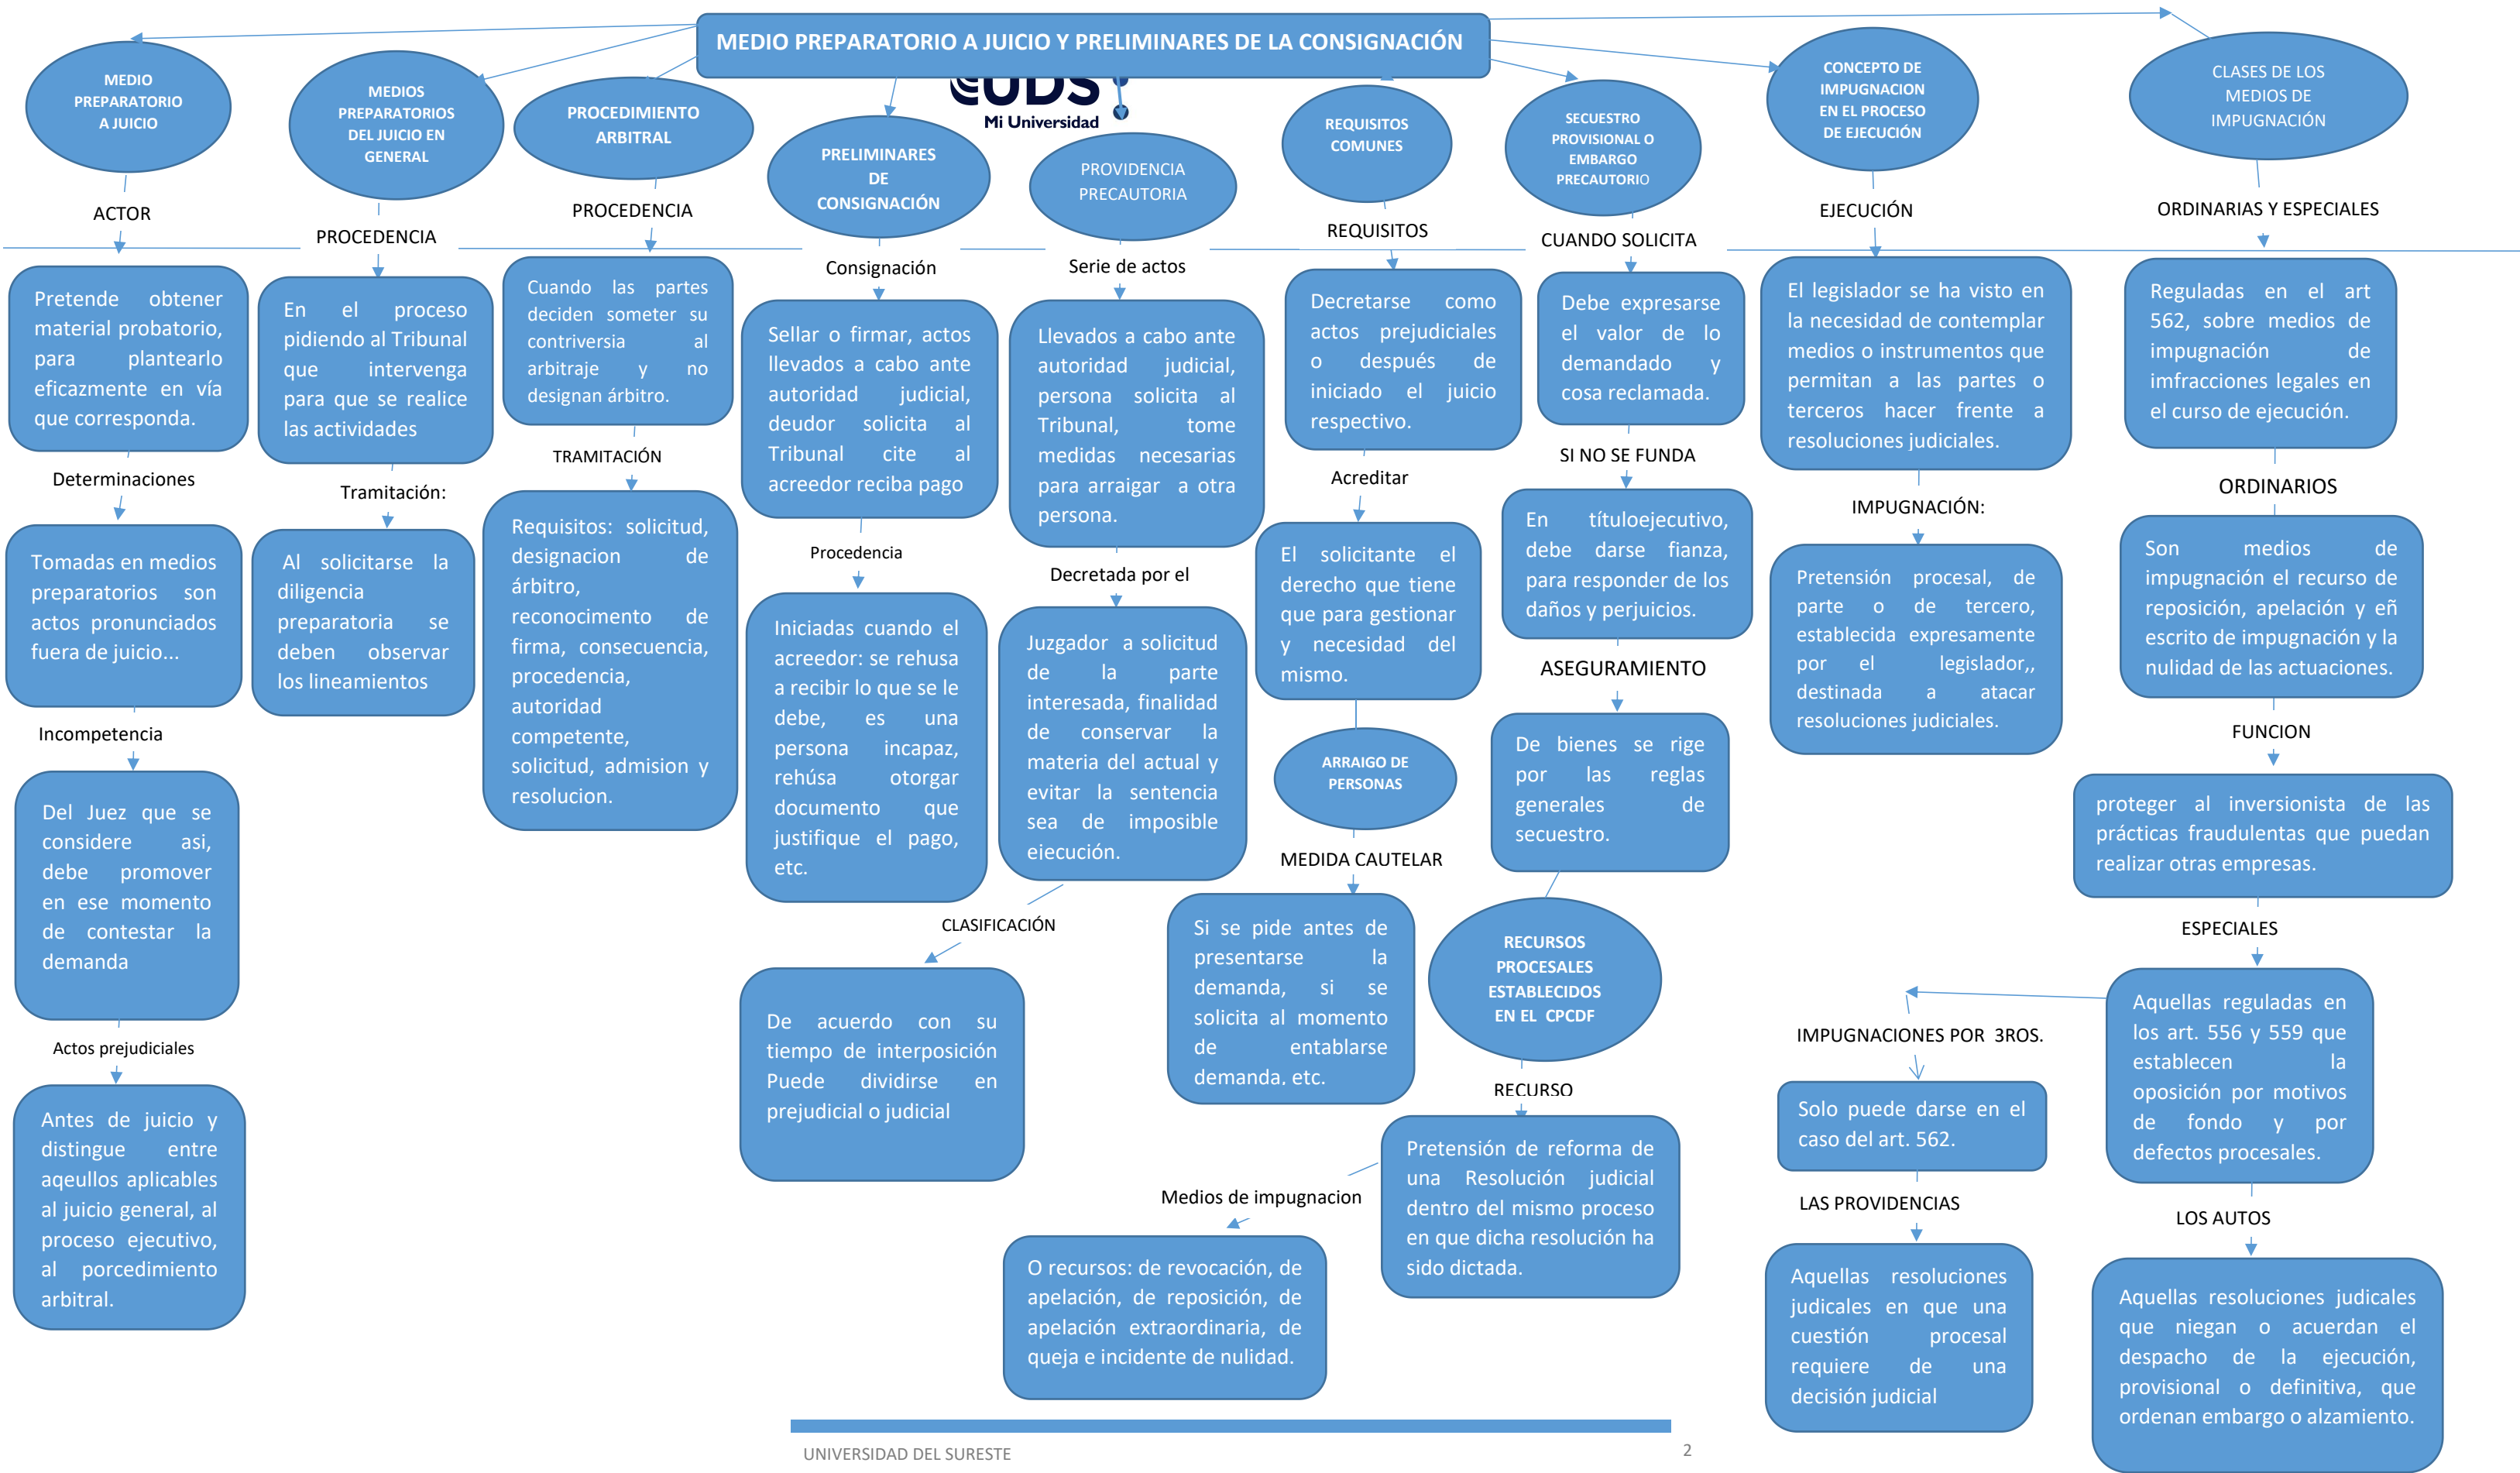 MEDIO PREPARATORIO A JUICIO Y PRELIMINARES DE LA CONSIGNACIÓN
UDS
Mi Universidad
MEDIO
PREPARATORIO
A JUICIO
ACTOR
Pretende obtener
material probatorio,
para plantearlo
eficazmente en vía
que corresponda.
Determinaciones
Tomadas en medios
preparatorios son
actos pronunciados
fuera de juicio...
Incompetencia
Del Juez que se
considere asi,
debe promover
en ese momento
de contestar la
demanda
Actos prejudiciales
Antes de juicio y
distingue entre
aqeullos aplicables
al juicio general, al
proceso ejecutivo,
al porcedimiento
arbitral.
MEDIOS
PREPARATORIOS
DEL JUICIO EN
GENERAL
PROCEDENCIA
En el proceso
pidiendo al Tribunal
que intervenga
para que se realice
las actividades
Tramitación:
Al solicitarse la
diligencia
preparatoria se
deben observar
los lineamientos
PROCEDIMIENTO
ARBITRAL
PROCEDENCIA
Cuando las partes
deciden someter su
contriversia al
arbitraje y no
designan árbitro.
TRAMITACIÓN
Requisitos: solicitud,
designacion de
árbitro,
reconocimento de
firma, consecuencia,
procedencia,
autoridad
competente,
solicitud, admision y
resolucion.
PRELIMINARES
DE
CONSIGNACIÓN
Consignación
Sellar o firmar, actos
llevados a cabo ante
autoridad judicial,
deudor solicita al
Tribunal cite al
acreedor reciba pago
Procedencia
Iniciadas cuando el
acreedor: se rehusa
a recibir lo que se le
debe, es una
persona incapaz,
rehúsa otorgar
documento que
justifique el pago,
etc.
PROVIDENCIA
PRECAUTORIA
Serie de actos
Llevados a cabo ante
autoridad judicial,
persona solicita al
Tribunal, tome
medidas necesarias
para arraigar a otra
persona.
Decretada por el
Juzgador a solicitud
de la parte
interesada, finalidad
de conservar la
materia del actual y
evitar la sentencia
sea de imposible
ejecución.
CLASIFICACIÓN
De acuerdo con su
tiempo de interposición
Puede dividirse en
prejudicial o judicial
REQUISITOS
COMUNES
REQUISITOS
Decretarse como
actos prejudiciales
o después de
iniciado el juicio
respectivo.
Acreditar
El solicitante el
derecho que tiene
que para gestionar
y necesidad del
mismo.
ARRAIGO DE
PERSONAS
MEDIDA CAUTELAR
Si se pide antes de
presentarse la
demanda, si se
solicita al momento
de entablarse
demanda, etc.
SECUESTRO
PROVISIONAL O
EMBARGO
PRECAUTORIO
CUANDO SOLICITA
Debe expresarse
el valor de lo
demandado y
cosa reclamada.
SI NO SE FUNDA
En títuloejecutivo,
debe darse fianza,
para responder de los
daños y perjuicios.
ASEGURAMIENTO
De bienes se rige
por las reglas
generales de
secuestro.
RECURSOS
PROCESALES
ESTABLECIDOS
EN EL CPCDF
RECURSO
Pretensión de reforma de
una Resolución judicial
dentro del mismo proceso
en que dicha resolución ha
sido dictada.
Medios de impugnacion
O recursos: de revocación, de
apelación, de reposición, de
apelación extraordinaria, de
queja e incidente de nulidad.
CONCEPTO DE
IMPUGNACION
EN EL PROCESO
DE EJECUCIÓN
EJECUCIÓN
El legislador se ha visto en
la necesidad de contemplar
medios o instrumentos que
permitan a las partes o
terceros hacer frente a
resoluciones judiciales.
IMPUGNACIÓN:
Pretensión procesal, de
parte o de tercero,
establecida expresamente
por el legislador,,
destinada a atacar
resoluciones judiciales.
CLASES DE LOS
MEDIOS DE
IMPUGNACIÓN
ORDINARIAS Y ESPECIALES
Reguladas en el art
562, sobre medios de
impugnación de
imfracciones legales en
el curso de ejecución.
ORDINARIOS
Son medios de
impugnación el recurso de
reposición, apelación y eñ
escrito de impugnación y la
nulidad de las actuaciones.
FUNCION
proteger al inversionista de las
prácticas fraudulentas que puedan
realizar otras empresas.
ESPECIALES
Aquellas reguladas en
los art. 556 y 559 que
establecen la
oposición por motivos
de fondo y por
defectos procesales.
IMPUGNACIONES POR 3ROS.
Solo puede darse en el
caso del art. 562.
LAS PROVIDENCIAS
Aquellas resoluciones
judicales en que una
cuestión procesal
requiere de una
decisión judicial
LOS AUTOS
Aquellas resoluciones judicales
que niegan o acuerdan el
despacho de la ejecución,
provisional o definitiva, que
ordenan embargo o alzamiento.
UNIVERSIDAD DEL SURESTE
2